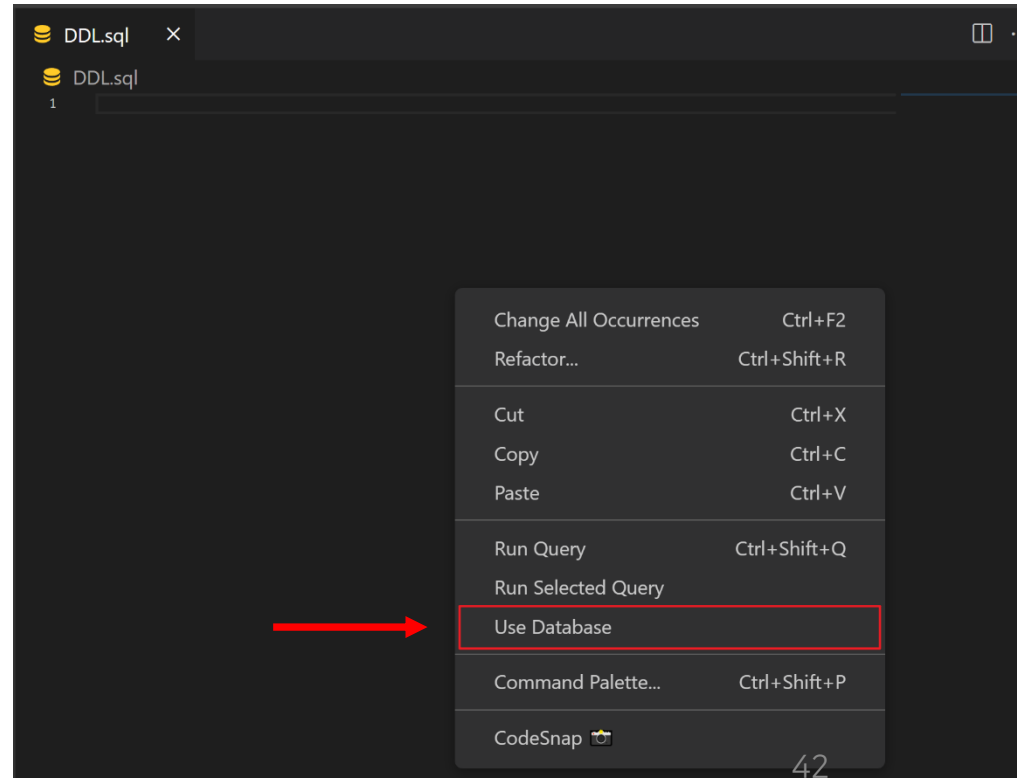 DDL.sql
DDL.sql
1
Change All Occurrences Ctrl+F2
Refactor... Ctrl+Shift+R
Cut Ctrl+X
Copy Ctrl+C
Paste Ctrl+V
Run Query Ctrl+Shift+Q
Run Selected Query
Use Database
Command Palette... Ctrl+Shift+P
CodeSnap 📸
42